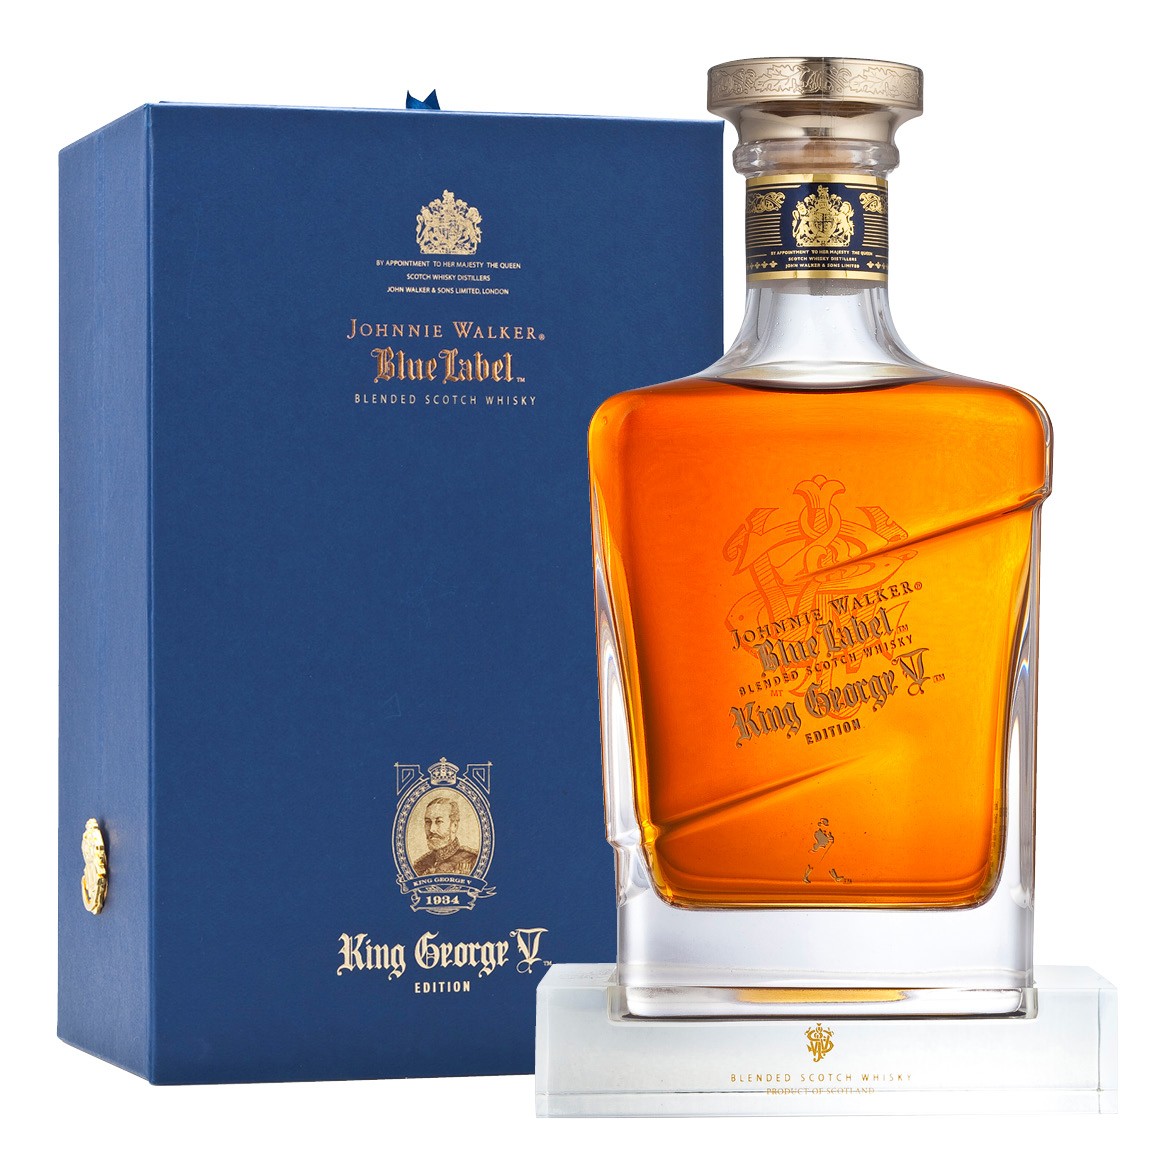 BY APPOINTMENT TO HER MAJESTY THE QUEEN
SCOTCH WHISKY DISTILLERS
JOHN WALKER & SONS LIMITED, LONDON
JOHNNIE WALKER®
Blue Label™
BLENDED SCOTCH WHISKY
KING GEORGE V
1934
King George V™
EDITION
BY APPOINTMENT TO HER MAJESTY THE QUEEN
SCOTCH WHISKY DISTILLERS
JOHN WALKER & SONS LIMITED
JOHNNIE WALKER®
Blue Label™
BLENDED SCOTCH WHISKY
King George V™
EDITION
BLENDED SCOTCH WHISKY
PRODUCT OF SCOTLAND